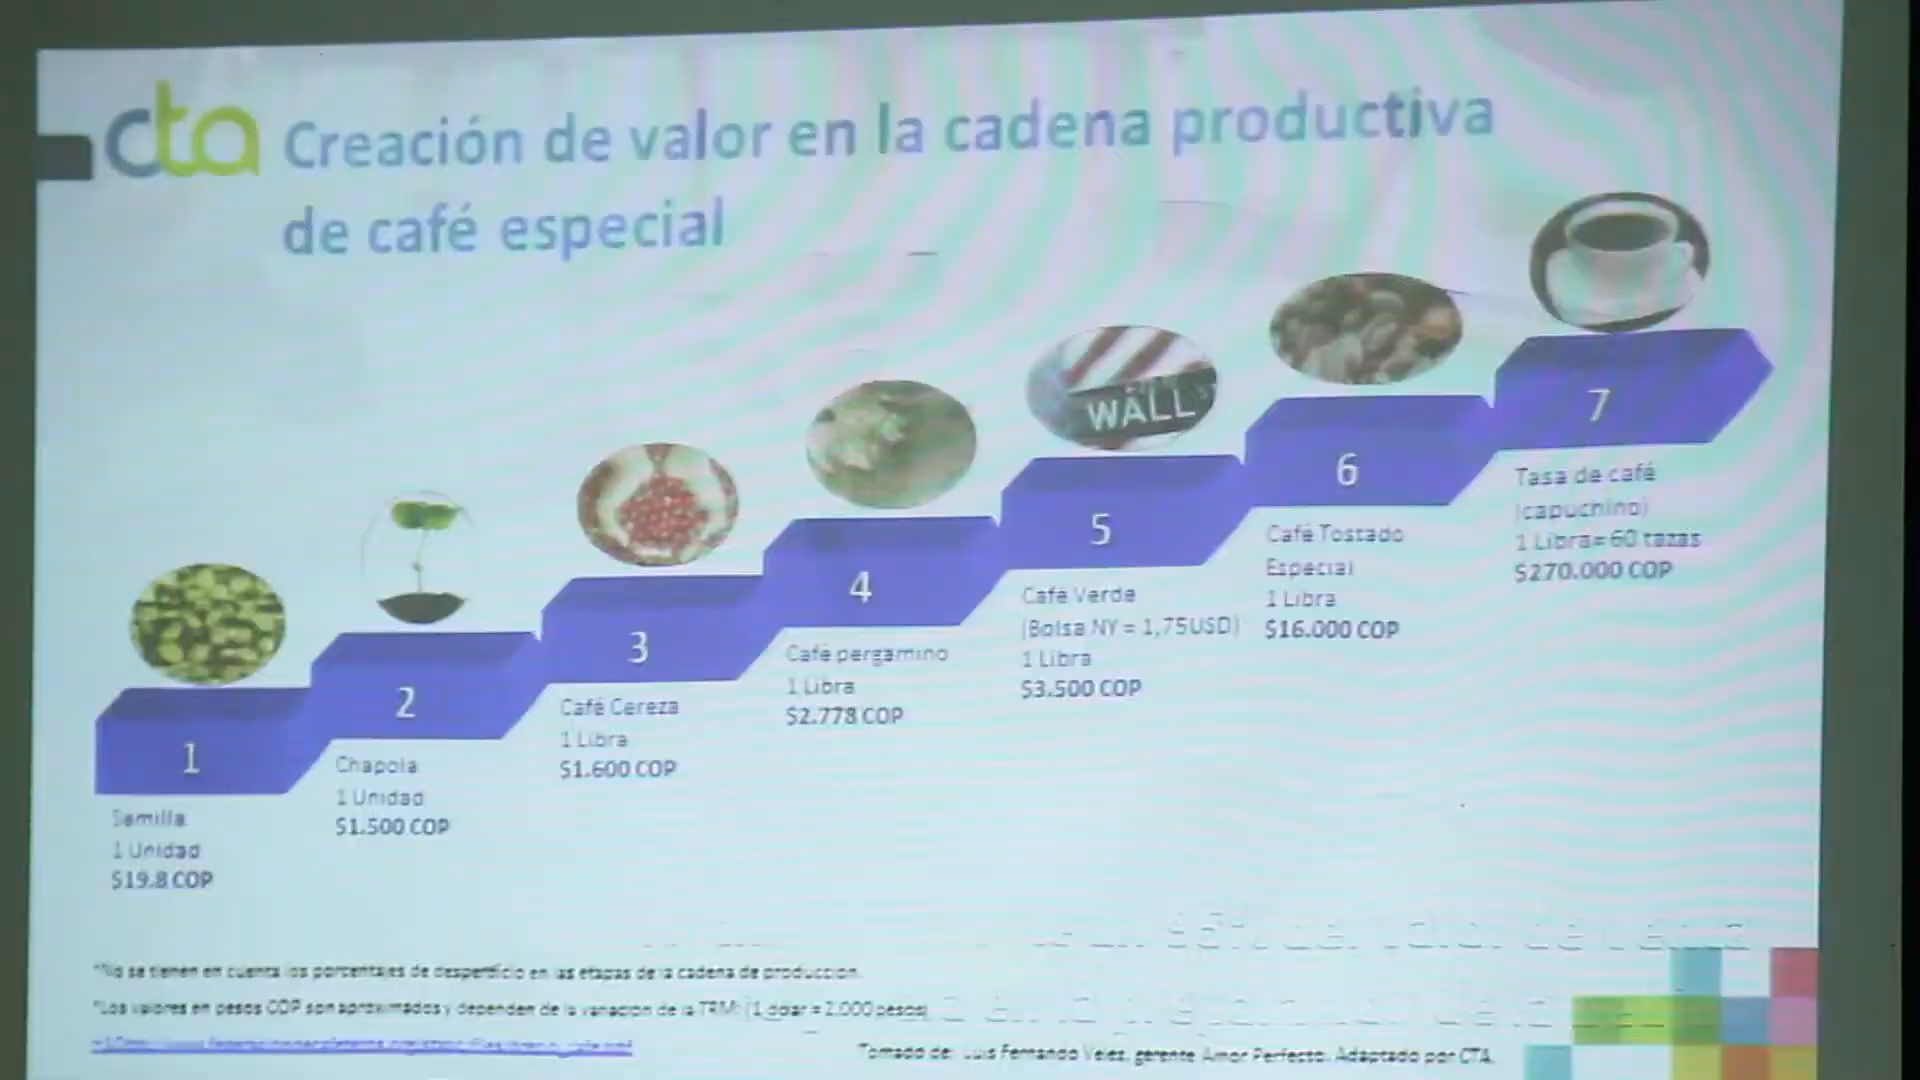 cta
Creación de valor en la cadena productiva
de café especial
WALL ST
1
Semilla
1 Unidad
$19.8 COP
2
Chapola
1 Unidad
$1.500 COP
3
Café Cereza
1 Libra
$1.600 COP
4
Café pergamino
1 Libra
$2.778 COP
5
Café Verde
(Bolsa NY = 1,75USD)
1 Libra
$3.500 COP
6
Café Tostado
Especial
1 Libra
$16.000 COP
7
Tasa de café
(capuchino)
1 Libra= 60 tazas
$270.000 COP
*No se tienen en cuenta los porcentajes de desperdicio en las etapas de la cadena de producción.
*Los valores en pesos COP son aproximados y dependen de la variación de la TRM: (1 dólar = 2.000 pesos)
Tomado de: Luis Fernando Vélez, gerente Amor Perfecto. Adaptado por CTA.